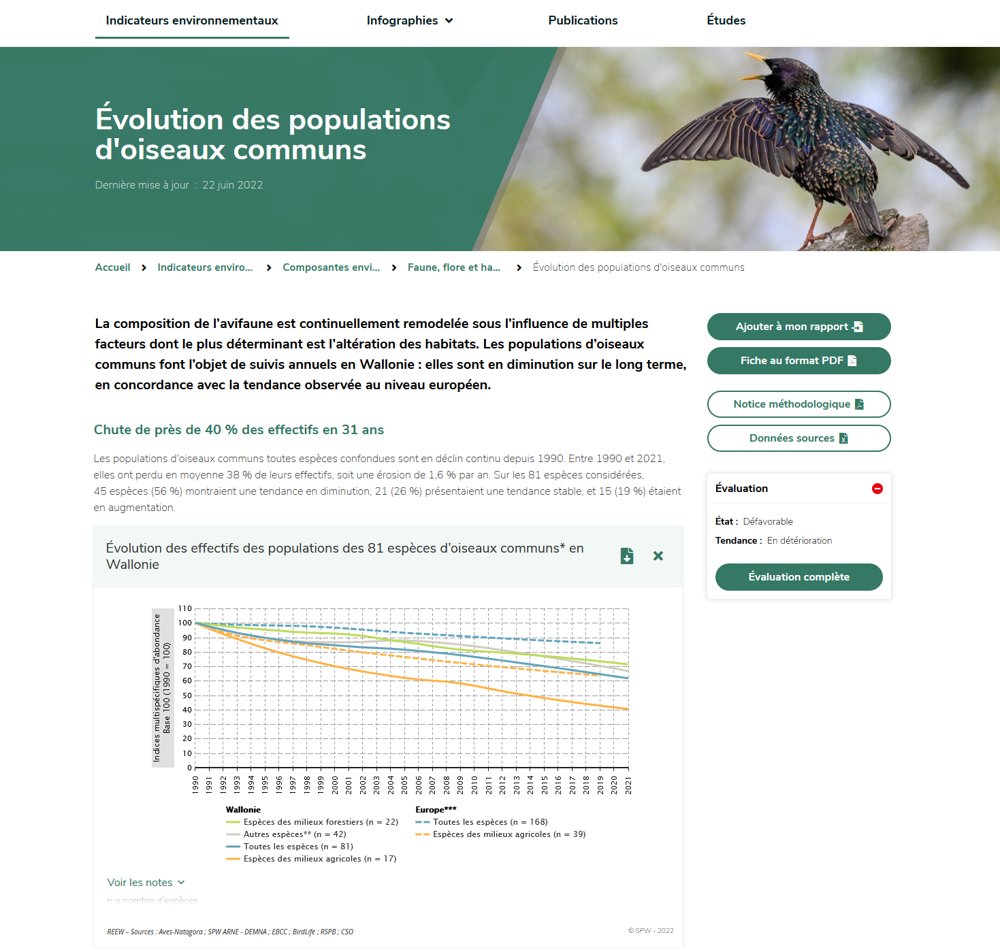 Indicateurs environnementaux Infographies Publications Études
Évolution des populations
d'oiseaux communs
Dernière mise à jour : 22 juin 2022
Accueil Indicateurs enviro... Composantes envi... Faune, flore et ha... Évolution des populations d'oiseaux communs
La composition de l’avifaune est continuellement remodelée sous l’influence de multiples
facteurs dont le plus déterminant est l’altération des habitats. Les populations d’oiseaux
communs font l’objet de suivis annuels en Wallonie : elles sont en diminution sur le long terme,
en concordance avec la tendance observée au niveau européen.
Ajouter à mon rapport
Fiche au format PDF
Notice méthodologique
Données sources
Évaluation
État : Défavorable
Tendance : En détérioration
Évaluation complète
Chute de près de 40 % des effectifs en 31 ans
Les populations d'oiseaux communs toutes espèces confondues sont en déclin continu depuis 1990. Entre 1990 et 2021,
elles ont perdu en moyenne 38 % de leurs effectifs, soit une érosion de 1,6 % par an. Sur les 81 espèces considérées,
45 espèces (56 %) montraient une tendance en diminution, 21 (26 %) présentaient une tendance stable, et 15 (19 %) étaient
en augmentation.
Évolution des effectifs des populations des 81 espèces d’oiseaux communs* en
Wallonie
Indices multispécifiques d'abondance
Base 100 (1990 = 100)
110
100
90
80
70
60
50
40
30
20
10
0
1990 1991 1992 1993 1994 1995 1996 1997 1998 1999 2000 2001 2002 2003 2004 2005 2006 2007 2008 2009 2010 2011 2012 2013 2014 2015 2016 2017 2018 2019 2020 2021
Wallonie
Espèces des milieux forestiers (n = 22)
Autres espèces** (n = 42)
Toutes les espèces (n = 81)
Espèces des milieux agricoles (n = 17)
Europe***
Toutes les espèces (n = 168)
Espèces des milieux agricoles (n = 39)
Voir les notes
n = nombre d'espèces
REEW – Sources : Aves-Natagora ; SPW ARNE - DEMNA ; EBCC ; BirdLife ; RSPB ; CSO
© SPW - 2022